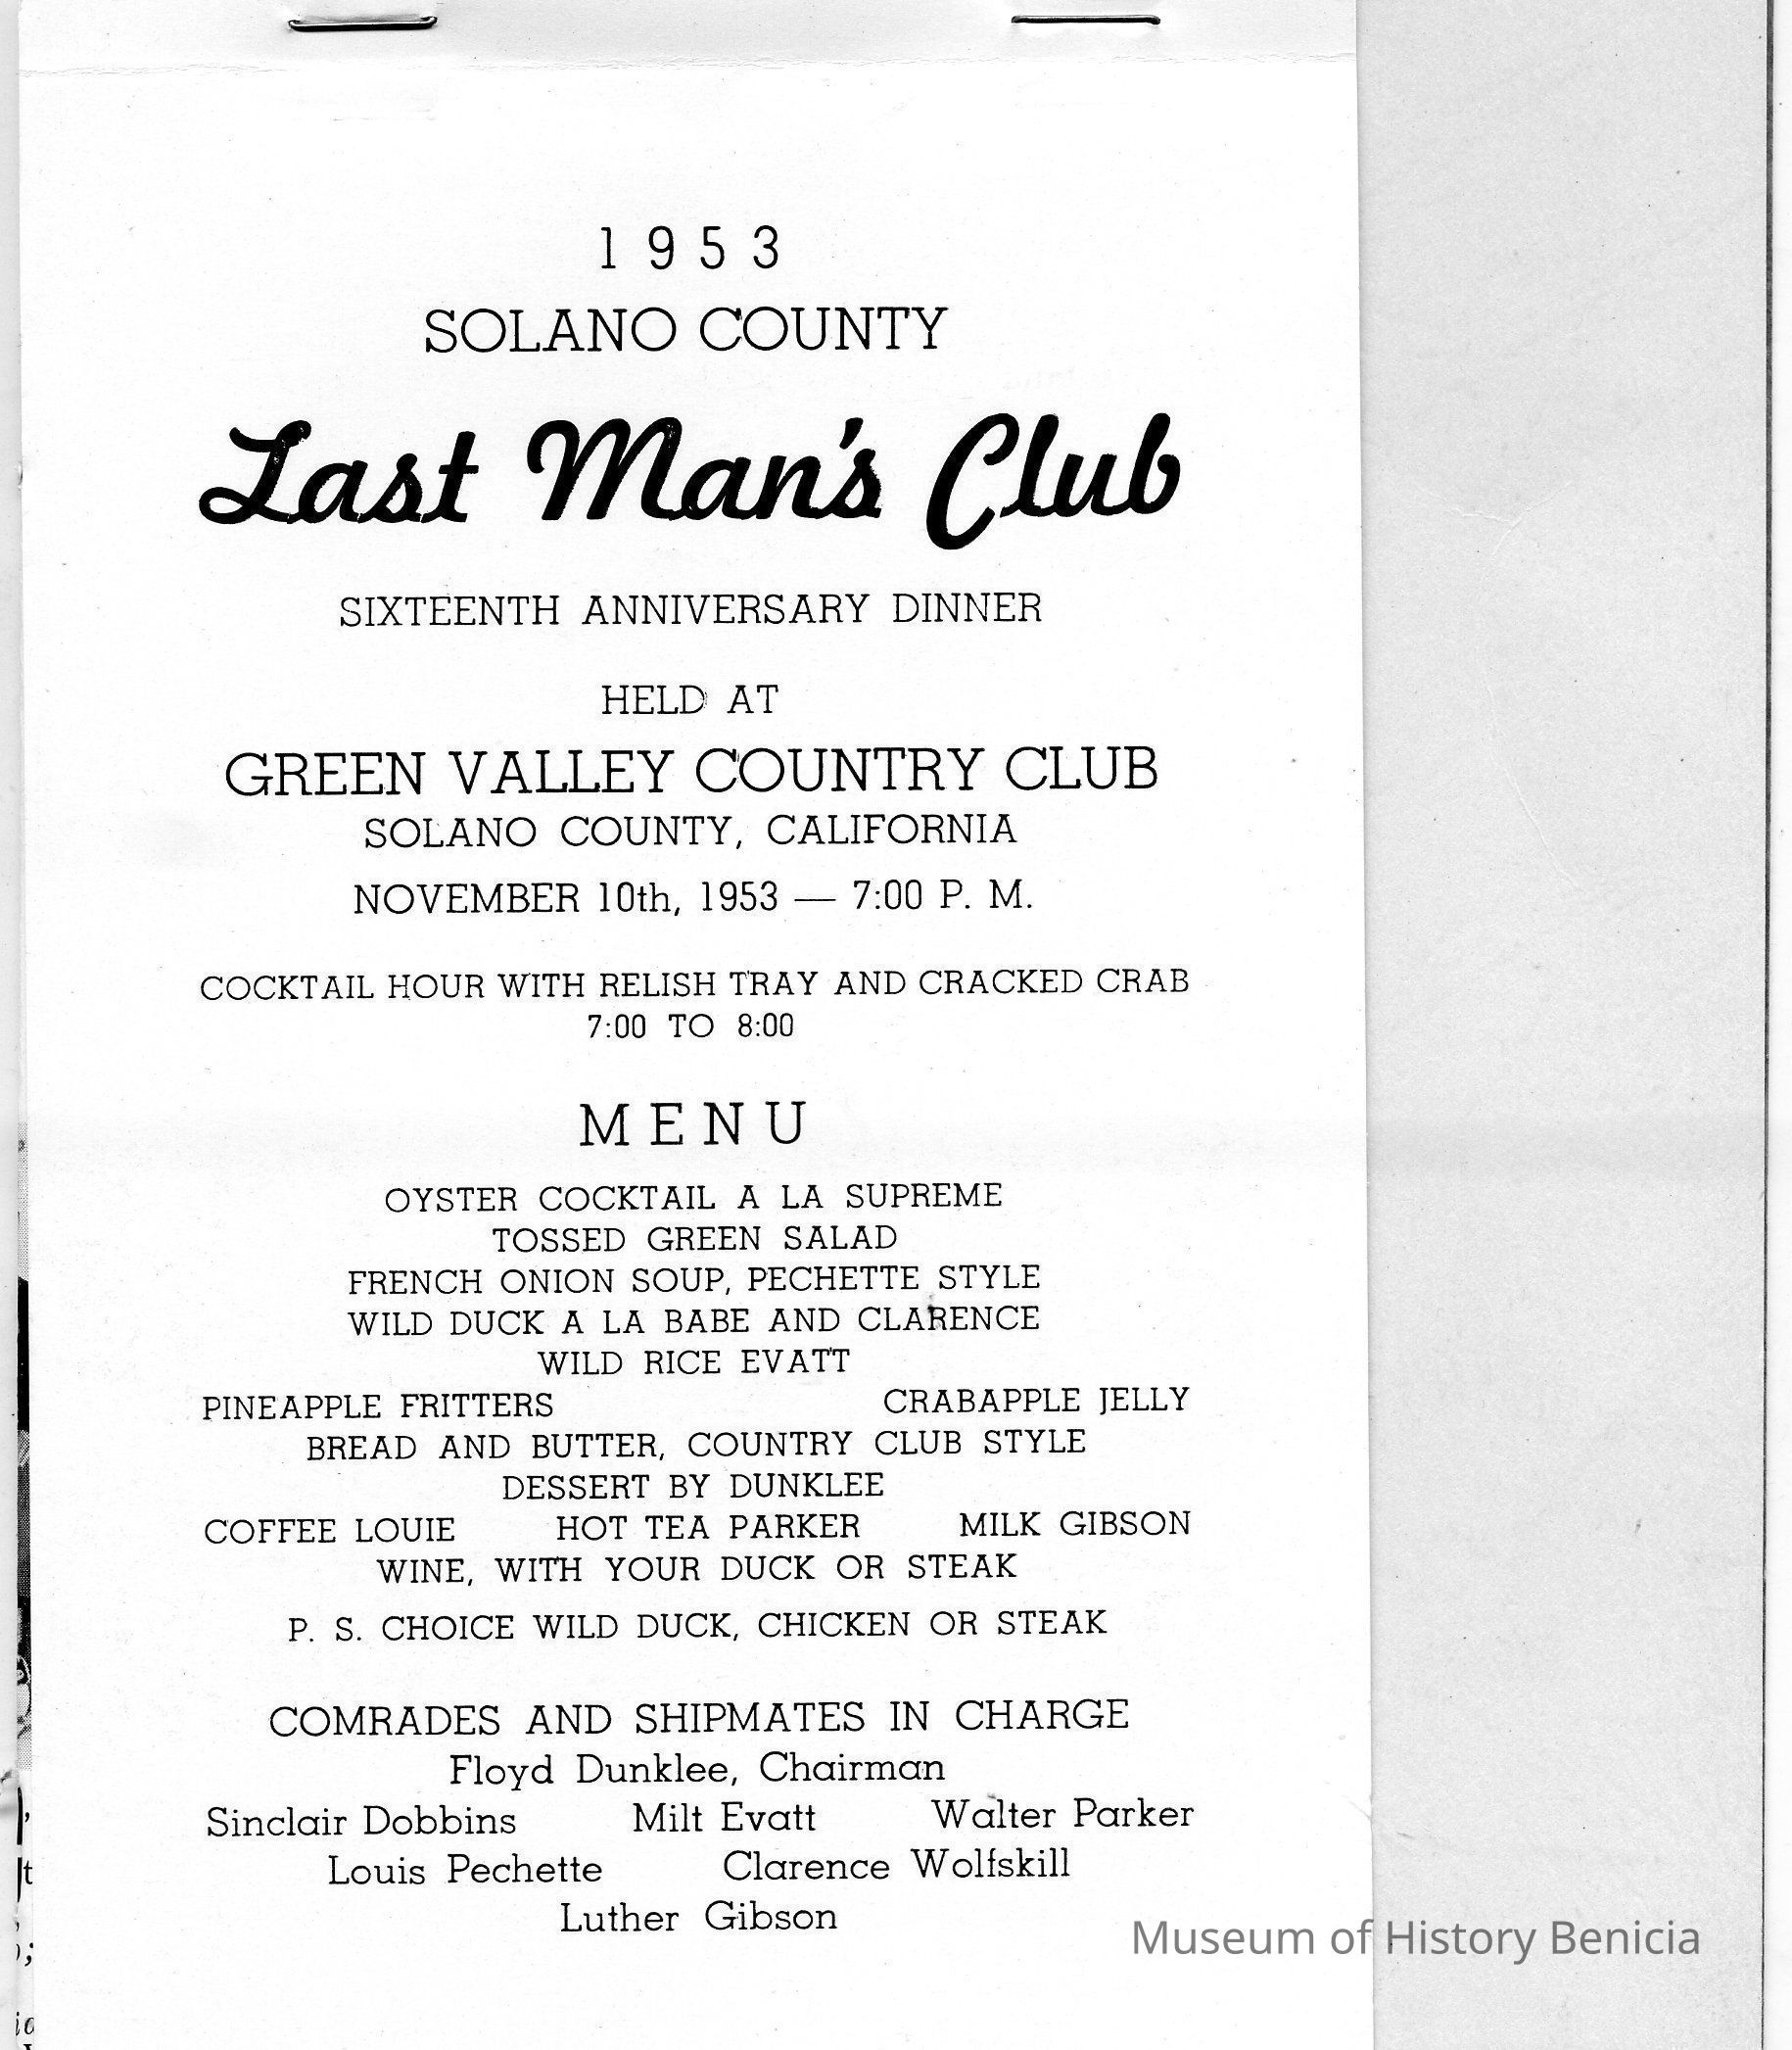 1953
SOLANO COUNTY
Last Man's Club
SIXTEENTH ANNIVERSARY DINNER
HELD AT
GREEN VALLEY COUNTRY CLUB
SOLANO COUNTY, CALIFORNIA
NOVEMBER 10th, 1953 — 7:00 P. M.
COCKTAIL HOUR WITH RELISH TRAY AND CRACKED CRAB
7:00 TO 8:00
MENU
OYSTER COCKTAIL A LA SUPREME
TOSSED GREEN SALAD
FRENCH ONION SOUP, PECHETTE STYLE
WILD DUCK A LA BABE AND CLARENCE
WILD RICE EVATT
PINEAPPLE FRITTERS CRABAPPLE JELLY
BREAD AND BUTTER, COUNTRY CLUB STYLE
DESSERT BY DUNKLEE
COFFEE LOUIE HOT TEA PARKER MILK GIBSON
WINE, WITH YOUR DUCK OR STEAK
P. S. CHOICE WILD DUCK, CHICKEN OR STEAK
COMRADES AND SHIPMATES IN CHARGE
Floyd Dunklee, Chairman
Sinclair Dobbins Milt Evatt Walter Parker
Louis Pechette Clarence Wolfskill
Luther Gibson
Museum of History Benicia